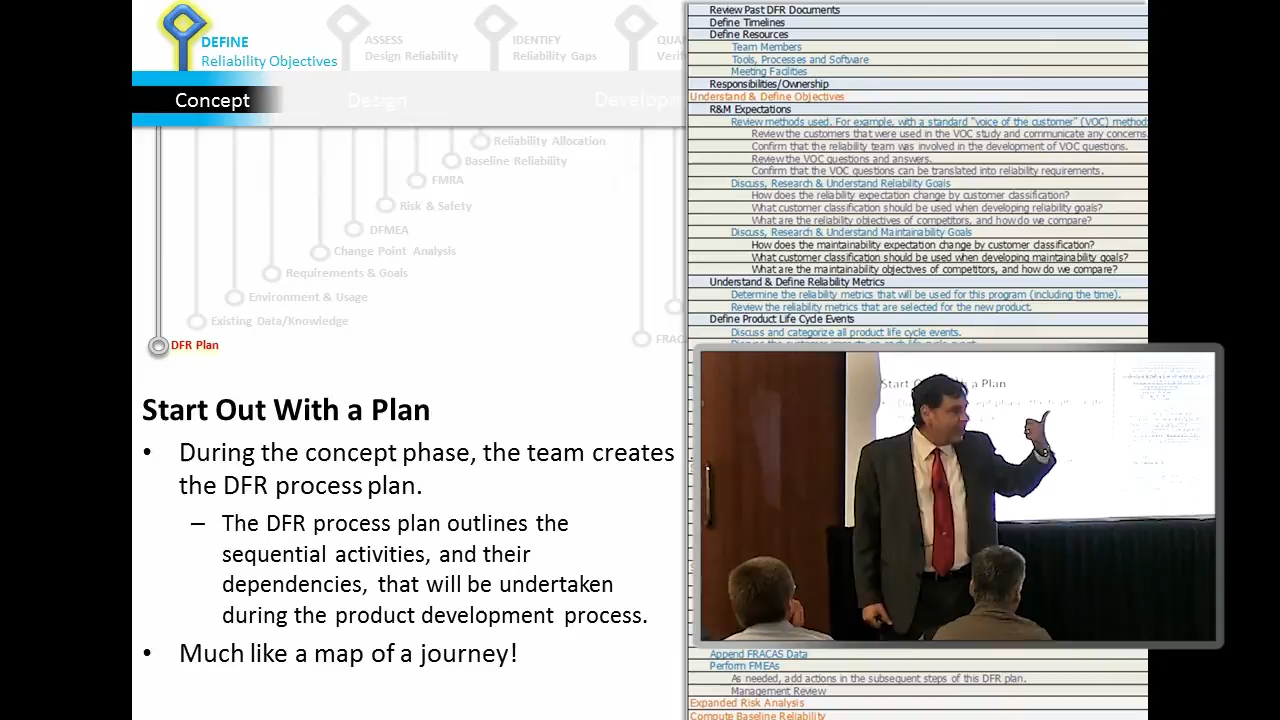 DEFINE
Reliability Objectives
ASSESS
Design Reliability
IDENTIFY
Reliability Gaps
QUAN
Verif
Concept
Design
Developm
Reliability Allocation
Baseline Reliability
FMRA
Risk & Safety
DFMEA
Change Point Analysis
Requirements & Goals
Environment & Usage
Existing Data/Knowledge
FRAC
DFR Plan
Start Out With a Plan
• During the concept phase, the team creates
the DFR process plan.
– The DFR process plan outlines the
sequential activities, and their
dependencies, that will be undertaken
during the product development process.
• Much like a map of a journey!
Review Past DFR Documents
Define Timelines
Define Resources
Team Members
Tools, Processes and Software
Meeting Facilities
Responsibilities/Ownership
Understand & Define Objectives
R&M Expectations
Review methods used. For example, with a standard "voice of the customer" (VOC) method
Review the customers that were used in the VOC study and communicate any concerns.
Confirm that the reliability team was involved in the development of VOC questions.
Review the VOC questions and answers.
Confirm that the VOC questions can be translated into reliability requirements.
Discuss, Research & Understand Reliability Goals
How does the reliability expectation change by customer classification?
What customer classification should be used when developing reliability goals?
What are the reliability objectives of competitors, and how do we compare?
Discuss, Research & Understand Maintainability Goals
How does the maintainability expectation change by customer classification?
What customer classification should be used when developing maintainability goals?
What are the maintainability objectives of competitors, and how do we compare?
Understand & Define Reliability Metrics
Determine the reliability metrics that will be used for this program (including the time).
Review the reliability metrics that are selected for the new product.
Define Product Life Cycle Events
Discuss and categorize all product life cycle events.
Start Out With a Plan
Append FRACAS Data
Perform FMEAs
As needed, add actions in the subsequent steps of this DFR plan.
Management Review
Expanded Risk Analysis
Compute Baseline Reliability